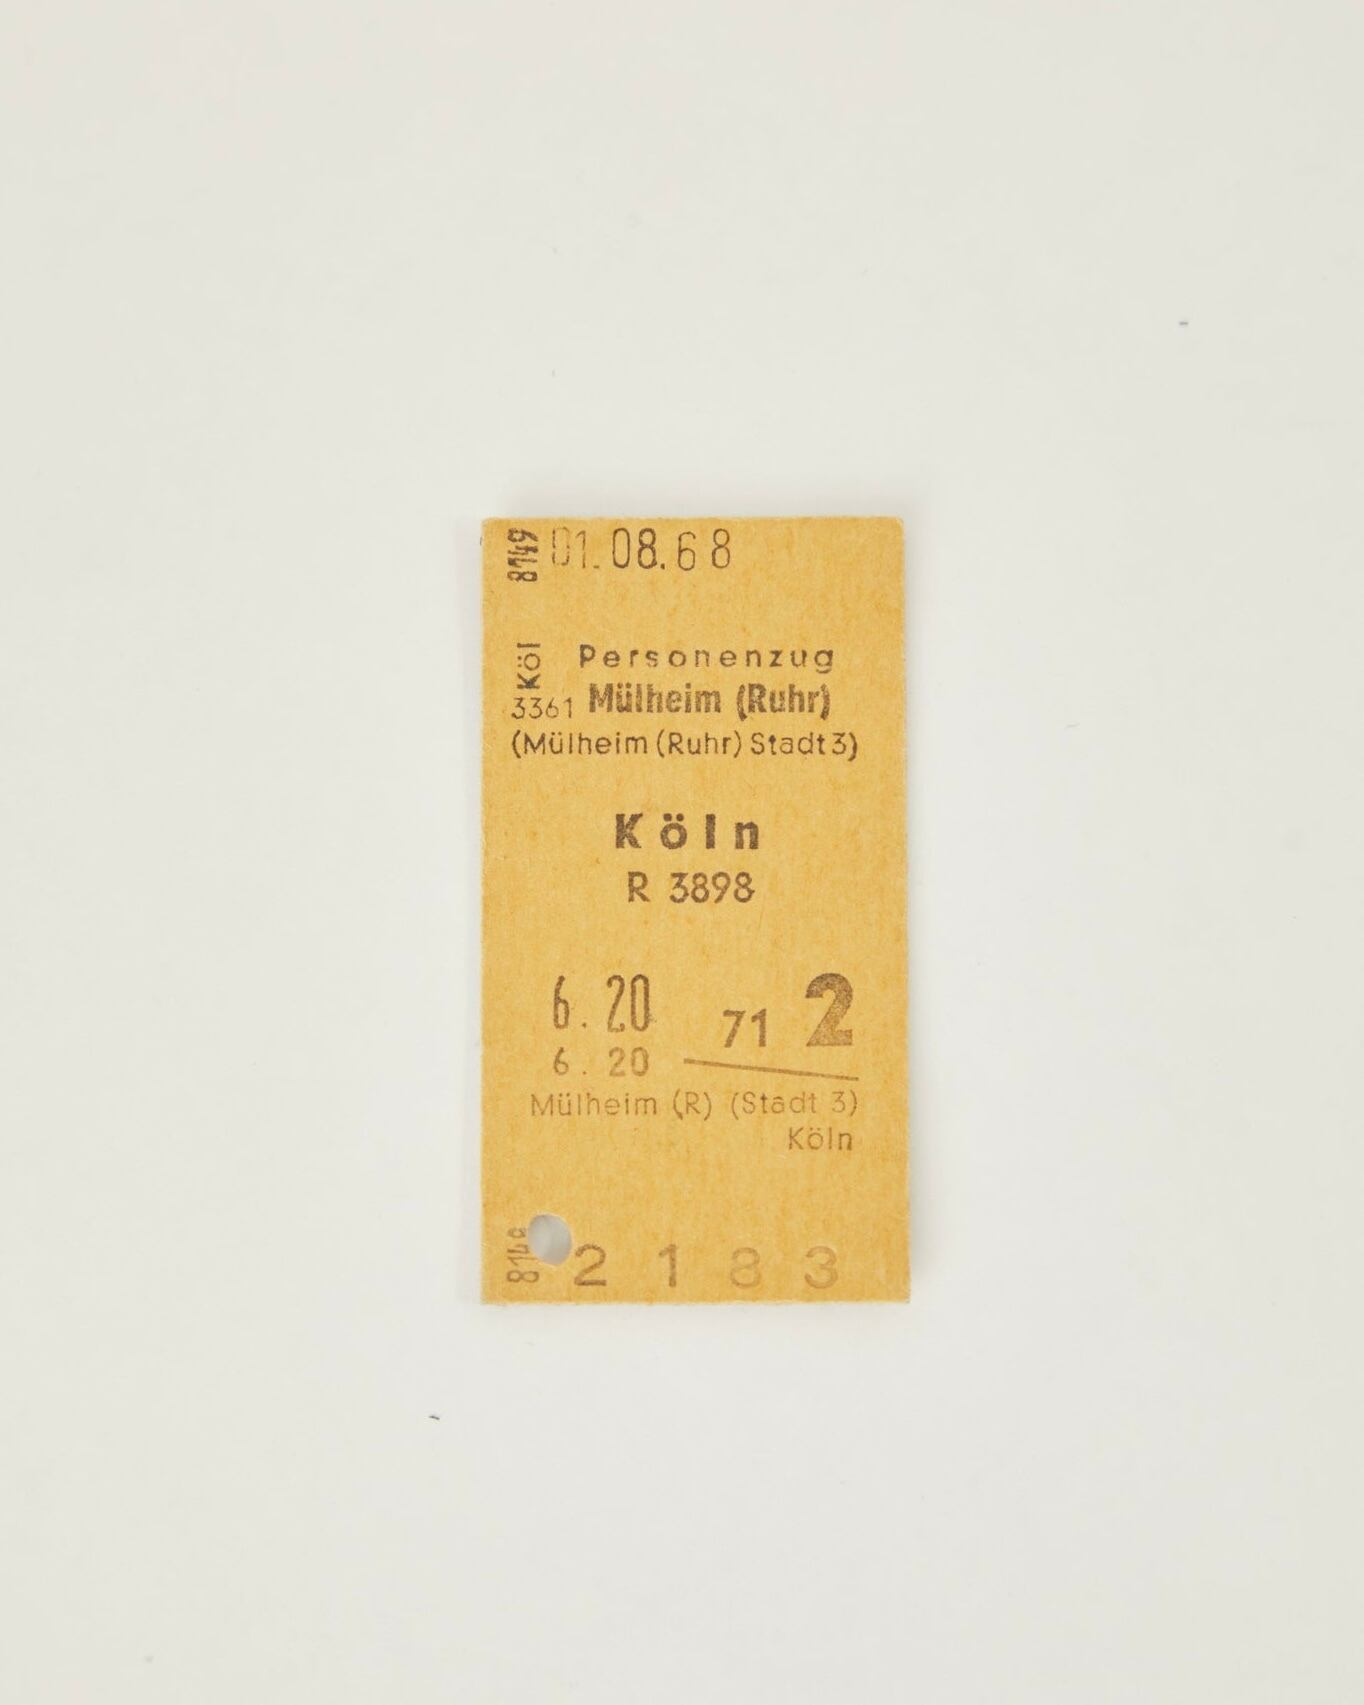 8149 01.08.68
Köl Personenzug
3361 Mülheim (Ruhr)
(Mülheim (Ruhr) Stadt 3)
Köln
R 3898
6.20 71 2
6.20
Mülheim (R) (Stadt 3)
Köln
2183